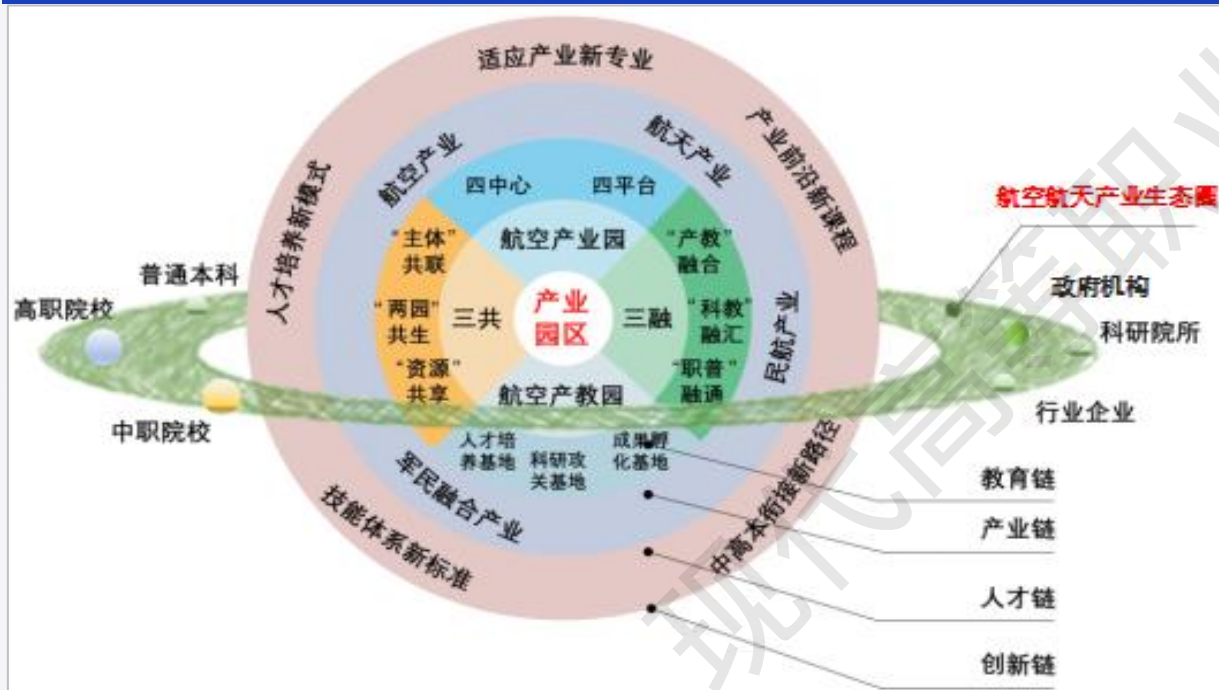 适应产业新专业
产业前沿新课程
人才培养新模式
中高本衔接新路径
技能体系新标准
航空产业
航天产业
民航产业
军民融合产业
四中心
四平台
航空产业园
“主体”
共联
“两园”
共生
“资源”
共享
三共
产业
园区
三融
“产教”
融合
“科教”
融汇
“职普”
融通
航空产教园
人才培
养基地
科研攻
关基地
成果孵
化基地
普通本科
高职院校
中职院校
航空航天产业生态圈
政府机构
科研院所
行业企业
教育链
产业链
人才链
创新链
现代高等职业